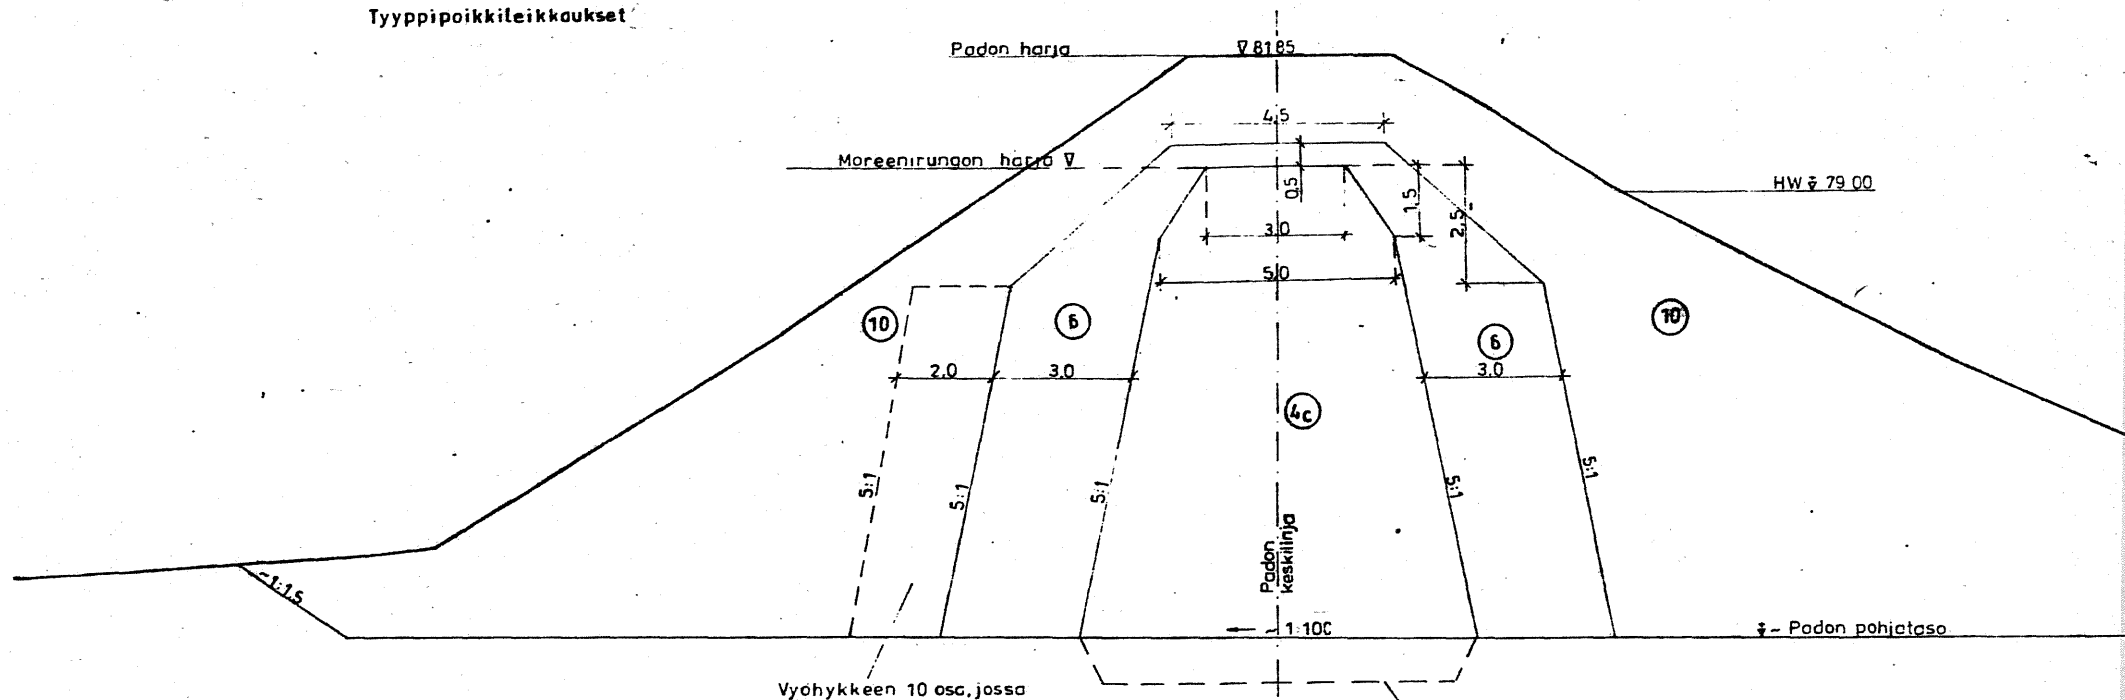 Tyyppipoikkileikkaukset
Padon harja ∇ 81.85
4,5
Moreenirungon harja ∇
0,5
1,5
2,5
HW 79.00
3.0
5,0
10
6
6
10
2.0
3.0
3.0
4c
5:1
5:1
5:1
5:1
5:1
Padon
keskilinja
~1:1,5
~ 1:100
~ Padon pohjataso
Vyöhykkeen 10 osa, jossa